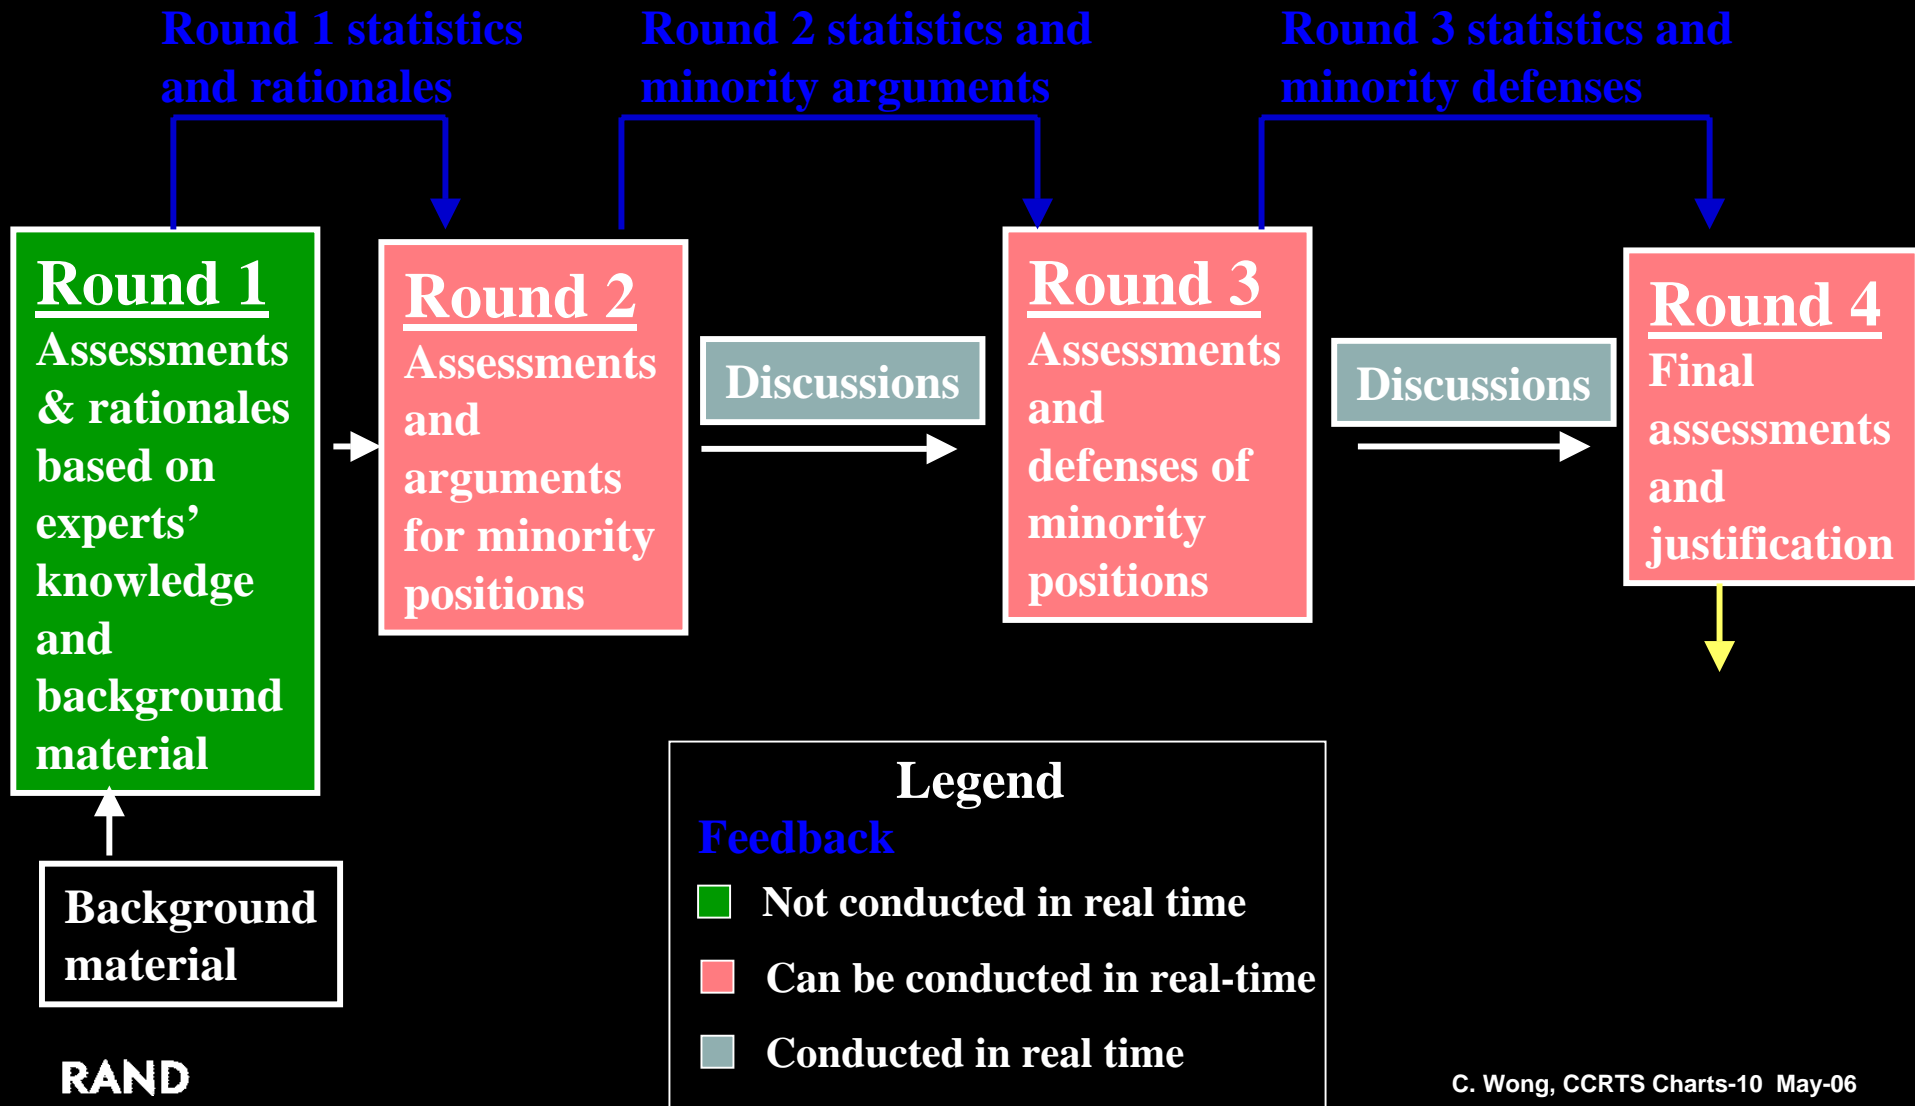 Round 1 statistics
and rationales
Round 2 statistics and
minority arguments
Round 3 statistics and
minority defenses
Round 1
Assessments
& rationales
based on
experts’
knowledge
and
background
material
Round 2
Assessments
and
arguments
for minority
positions
Discussions
Round 3
Assessments
and
defenses of
minority
positions
Discussions
Round 4
Final
assessments
and
justification
Background
material
Legend
Feedback
Not conducted in real time
Can be conducted in real-time
Conducted in real time
RAND
C. Wong, CCRTS Charts-10 May-06